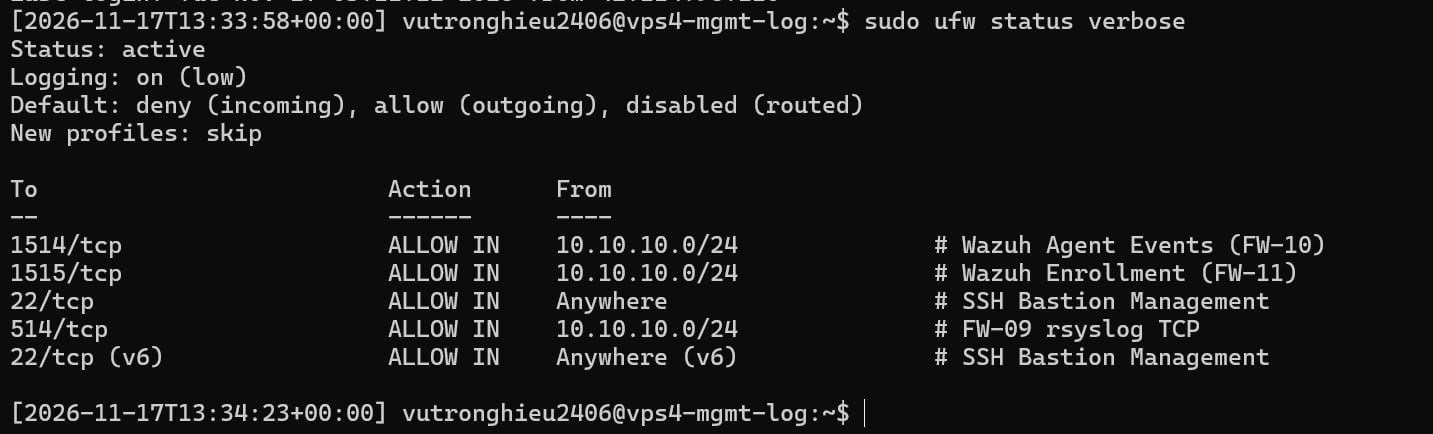 [2026-11-17T13:33:58+00:00] vutronghieu2406@vps4-mgmt-log:~$ sudo ufw status verbose
Status: active
Logging: on (low)
Default: deny (incoming), allow (outgoing), disabled (routed)
New profiles: skip

To                         Action      From
--                         ------      ----
1514/tcp                   ALLOW IN    10.10.10.0/24              # Wazuh Agent Events (FW-10)
1515/tcp                   ALLOW IN    10.10.10.0/24              # Wazuh Enrollment (FW-11)
22/tcp                     ALLOW IN    Anywhere                   # SSH Bastion Management
514/tcp                    ALLOW IN    10.10.10.0/24              # FW-09 rsyslog TCP
22/tcp (v6)                ALLOW IN    Anywhere (v6)              # SSH Bastion Management

[2026-11-17T13:34:23+00:00] vutronghieu2406@vps4-mgmt-log:~$